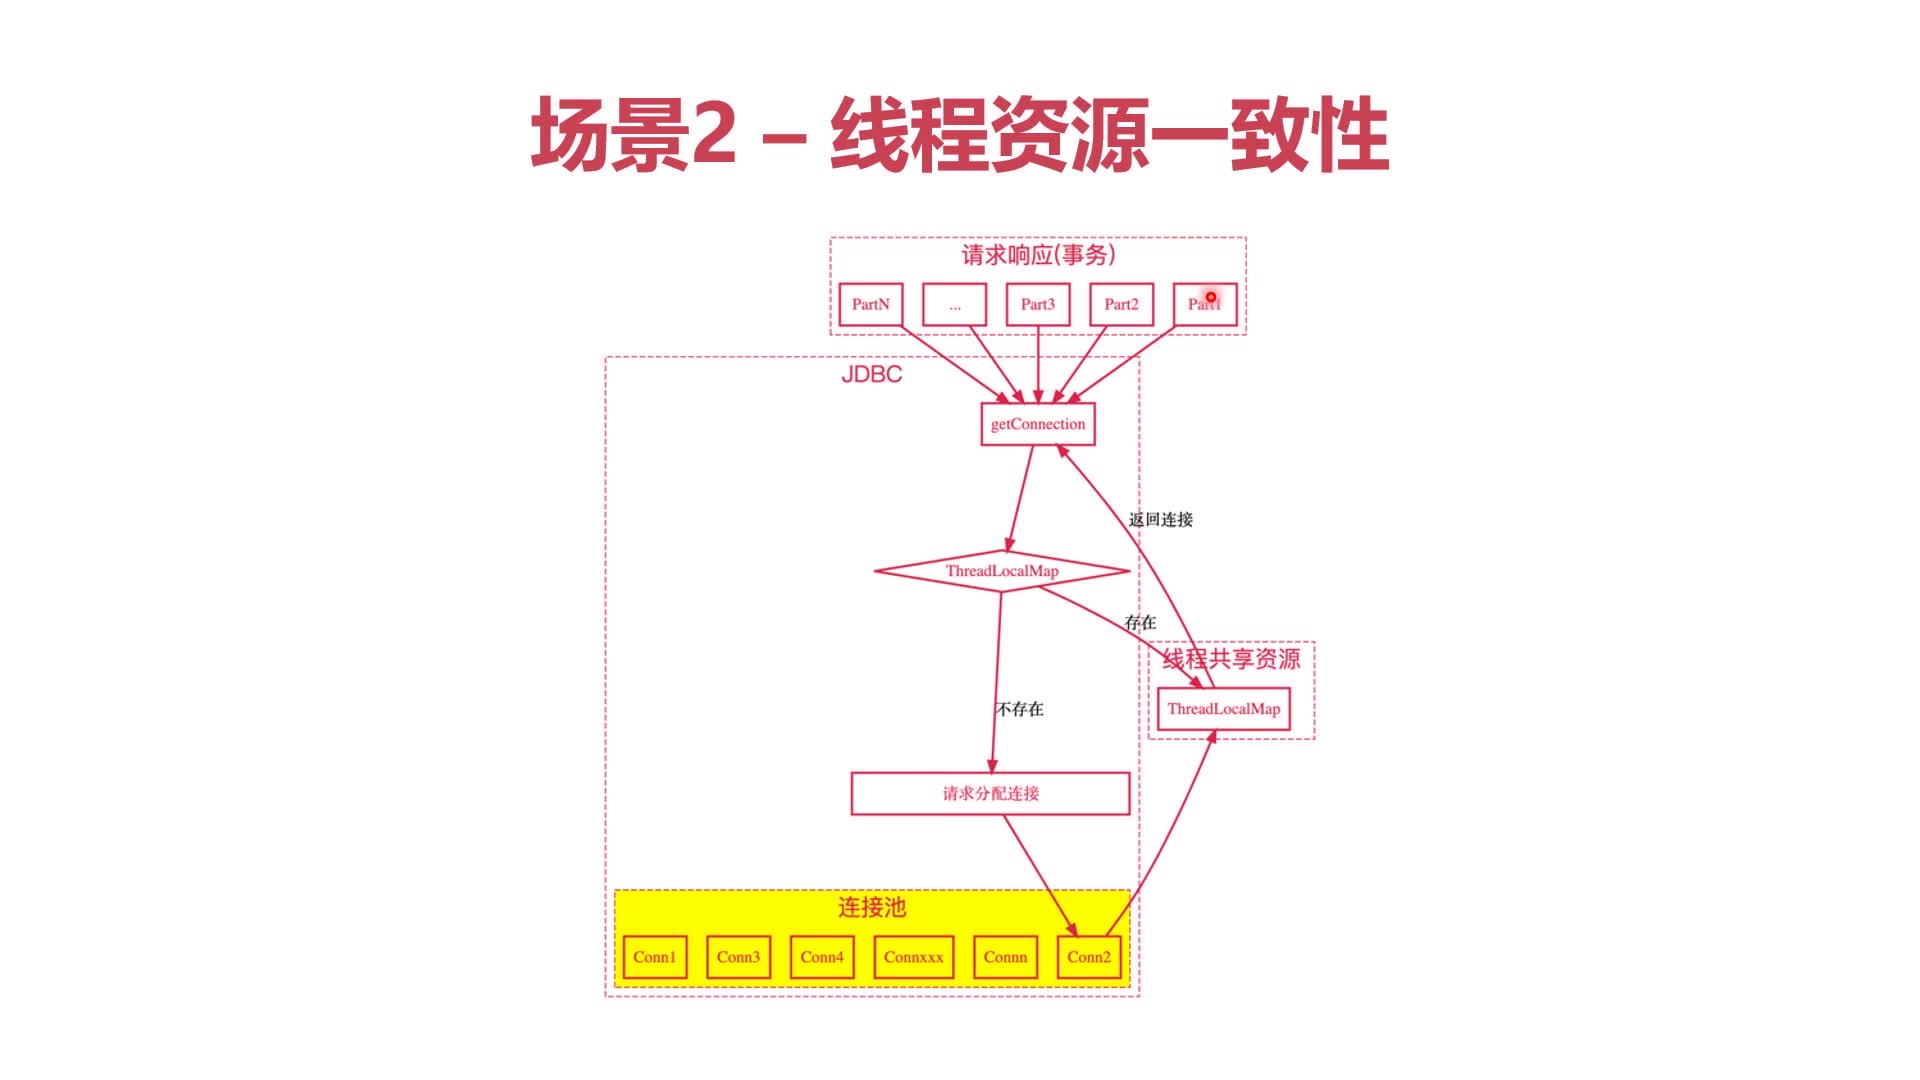 场景2 – 线程资源一致性
请求响应(事务)
PartN
...
Part3
Part2
Part1
JDBC
getConnection
返回连接
ThreadLocalMap
存在
线程共享资源
ThreadLocalMap
不存在
请求分配连接
连接池
Conn1
Conn3
Conn4
Connxxx
Connn
Conn2